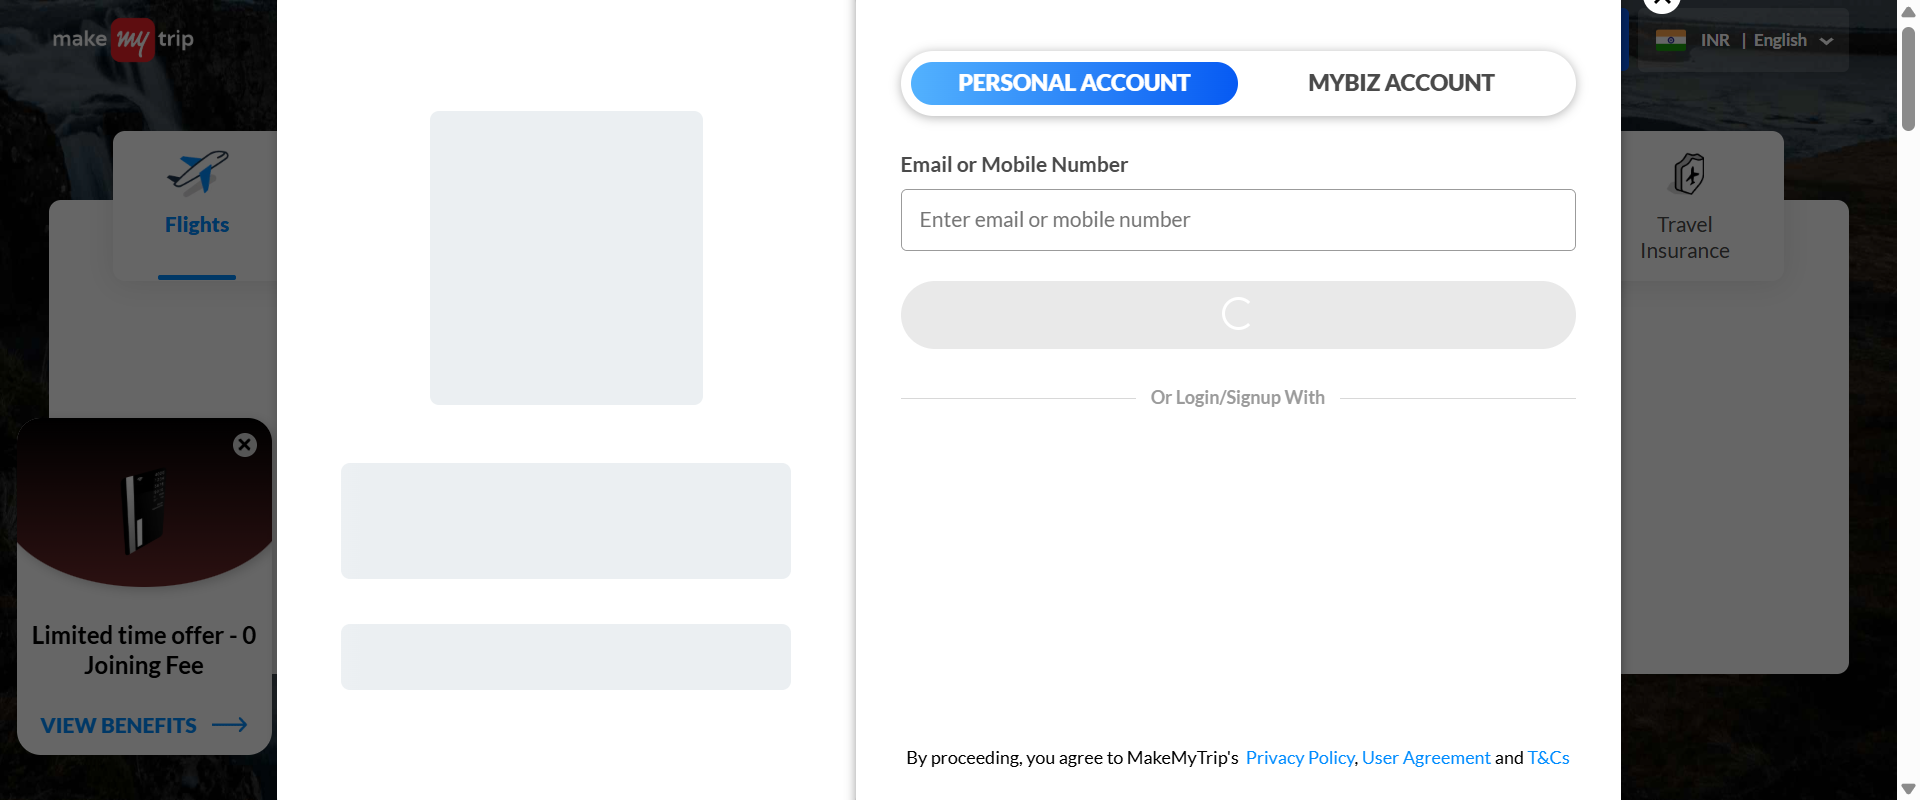 make my trip
INR | English
PERSONAL ACCOUNT
MYBIZ ACCOUNT
Email or Mobile Number
Enter email or mobile number
Or Login/Signup With
By proceeding, you agree to MakeMyTrip's Privacy Policy, User Agreement and T&Cs
Flights
Travel
Insurance
Limited time offer - 0
Joining Fee
VIEW BENEFITS